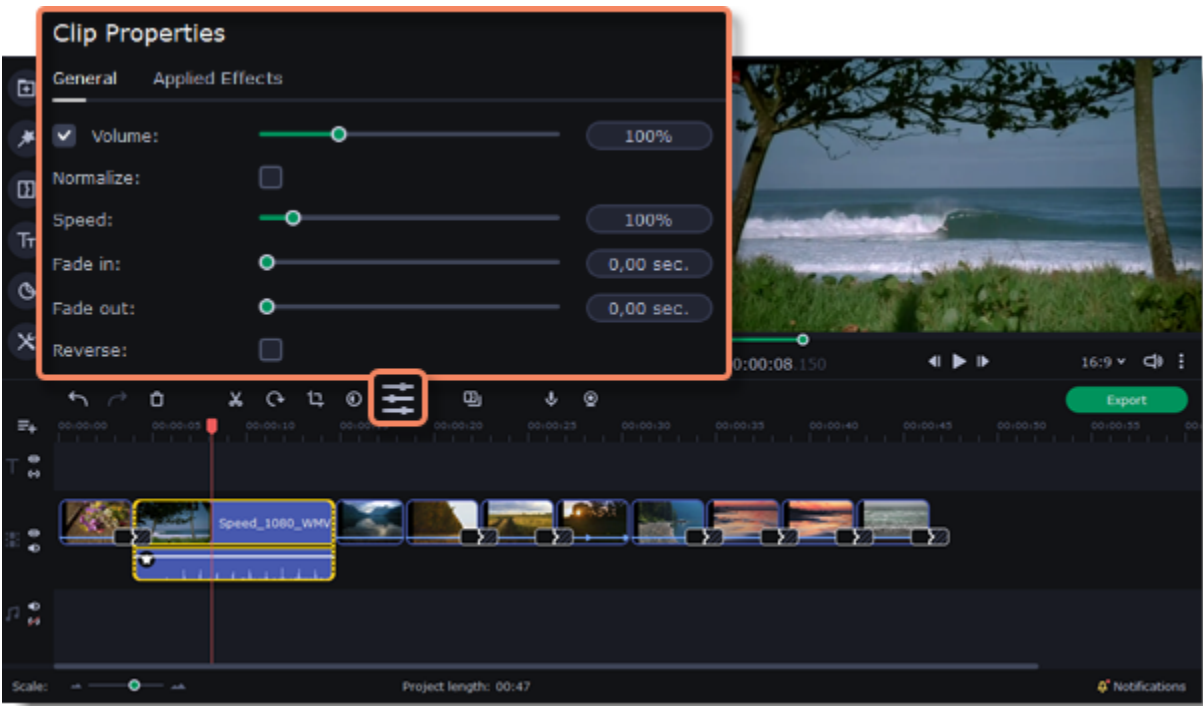 Clip Properties
General Applied Effects
Volume: 100%
Normalize:
Speed: 100%
Fade in: 0,00 sec.
Fade out: 0,00 sec.
Reverse:
0:00:08.150
16:9
Export
00:00:00 00:00:05 00:00:10 00:00:20 00:00:25 00:00:30 00:00:35 00:00:40 00:00:45 00:00:50 00:00:55
Speed_1080_WMV
Scale: Project length: 00:47 Notifications